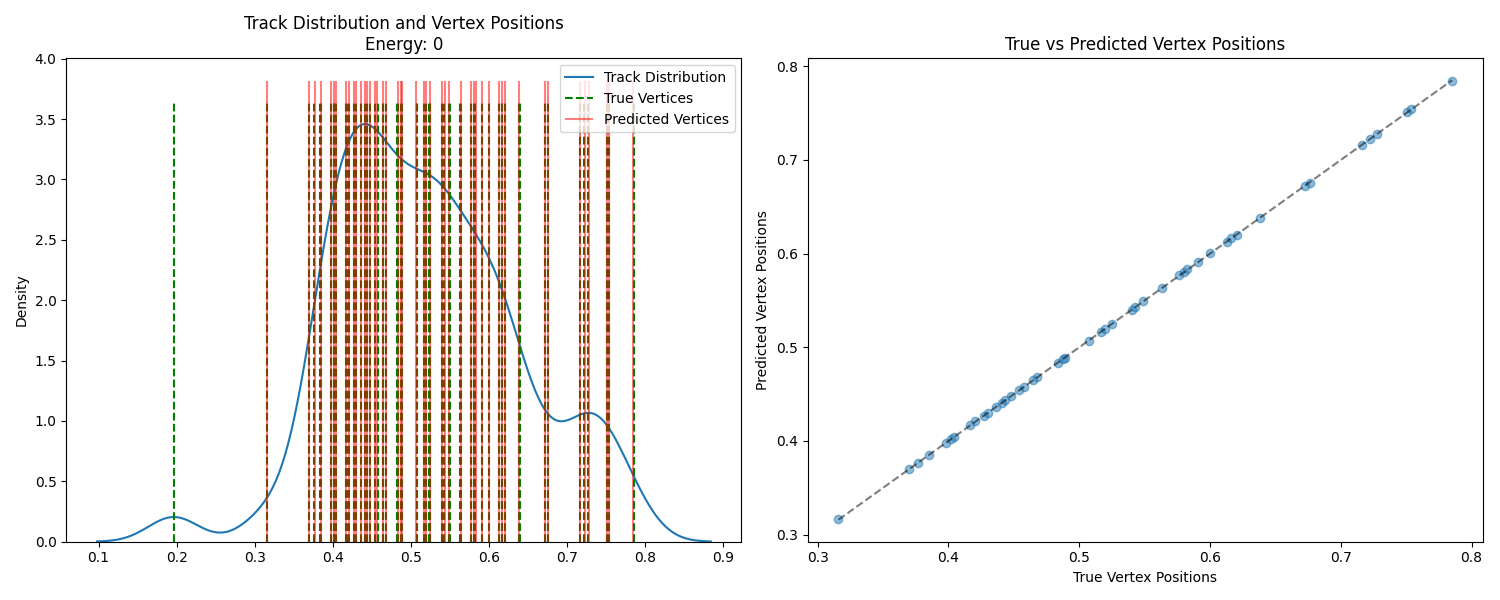 Track Distribution and Vertex Positions
Energy: 0
Density
4.0
3.5
3.0
2.5
2.0
1.5
1.0
0.5
0.0
0.1 0.2 0.3 0.4 0.5 0.6 0.7 0.8 0.9
Track Distribution
True Vertices
Predicted Vertices
True vs Predicted Vertex Positions
Predicted Vertex Positions
0.8
0.7
0.6
0.5
0.4
0.3
0.3 0.4 0.5 0.6 0.7 0.8
True Vertex Positions